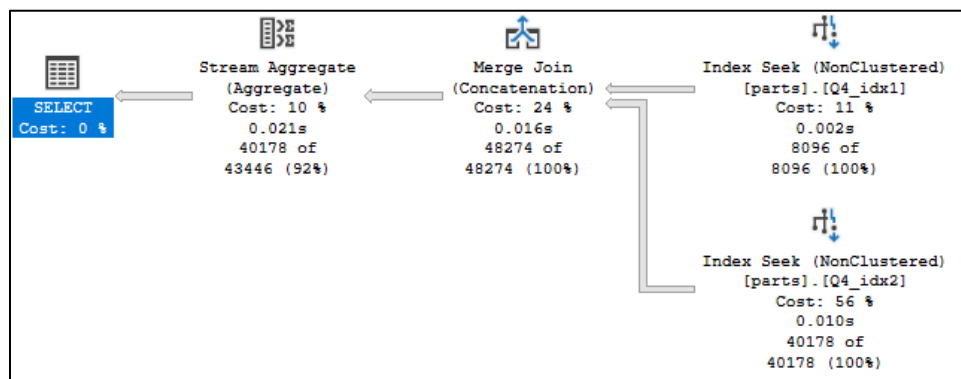 SELECT
Cost: 0 %
Stream Aggregate
(Aggregate)
Cost: 10 %
0.021s
40178 of
43446 (92%)
Merge Join
(Concatenation)
Cost: 24 %
0.016s
48274 of
48274 (100%)
Index Seek (NonClustered)
[parts].[Q4_idx1]
Cost: 11 %
0.002s
8096 of
8096 (100%)
Index Seek (NonClustered)
[parts].[Q4_idx2]
Cost: 56 %
0.010s
40178 of
40178 (100%)